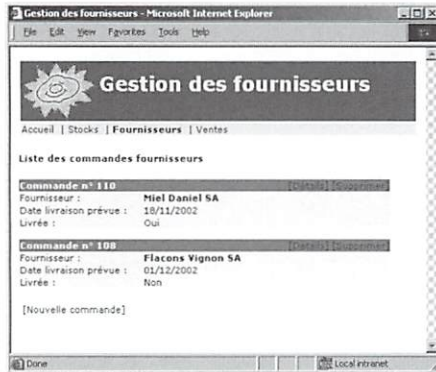 Gestion des fournisseurs - Microsoft Internet Explorer
File Edit View Favorites Tools Help
Gestion des fournisseurs
Accueil | Stocks | Fournisseurs | Ventes
Liste des commandes fournisseurs
Commande n° 110 [Détails] [Supprimer]
Fournisseur : Miel Daniel SA
Date livraison prévue : 18/11/2002
Livrée : Oui
Commande n° 108 [Détails] [Supprimer]
Fournisseur : Flacons Vignon SA
Date livraison prévue : 01/12/2002
Livrée : Non
[Nouvelle commande]
Done Local intranet